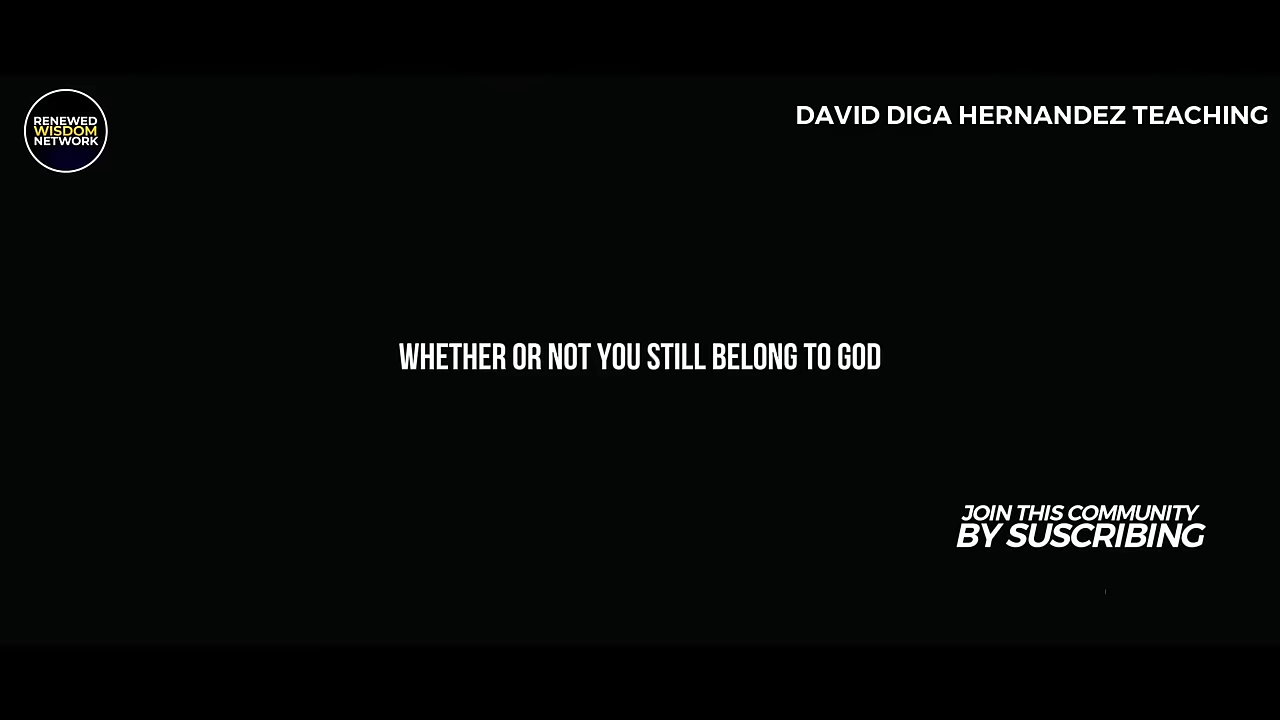 RENEWED
WISDOM
NETWORK
DAVID DIGA HERNANDEZ TEACHING
WHETHER OR NOT YOU STILL BELONG TO GOD
JOIN THIS COMMUNITY
BY SUSCRIBING